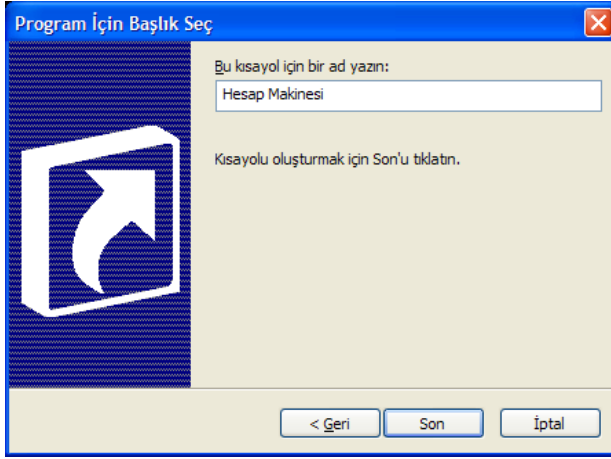 Program İçin Başlık Seç
Bu kısayol için bir ad yazın:
Hesap Makinesi
Kısayolu oluşturmak için Son'u tıklatın.
< Geri
Son
İptal